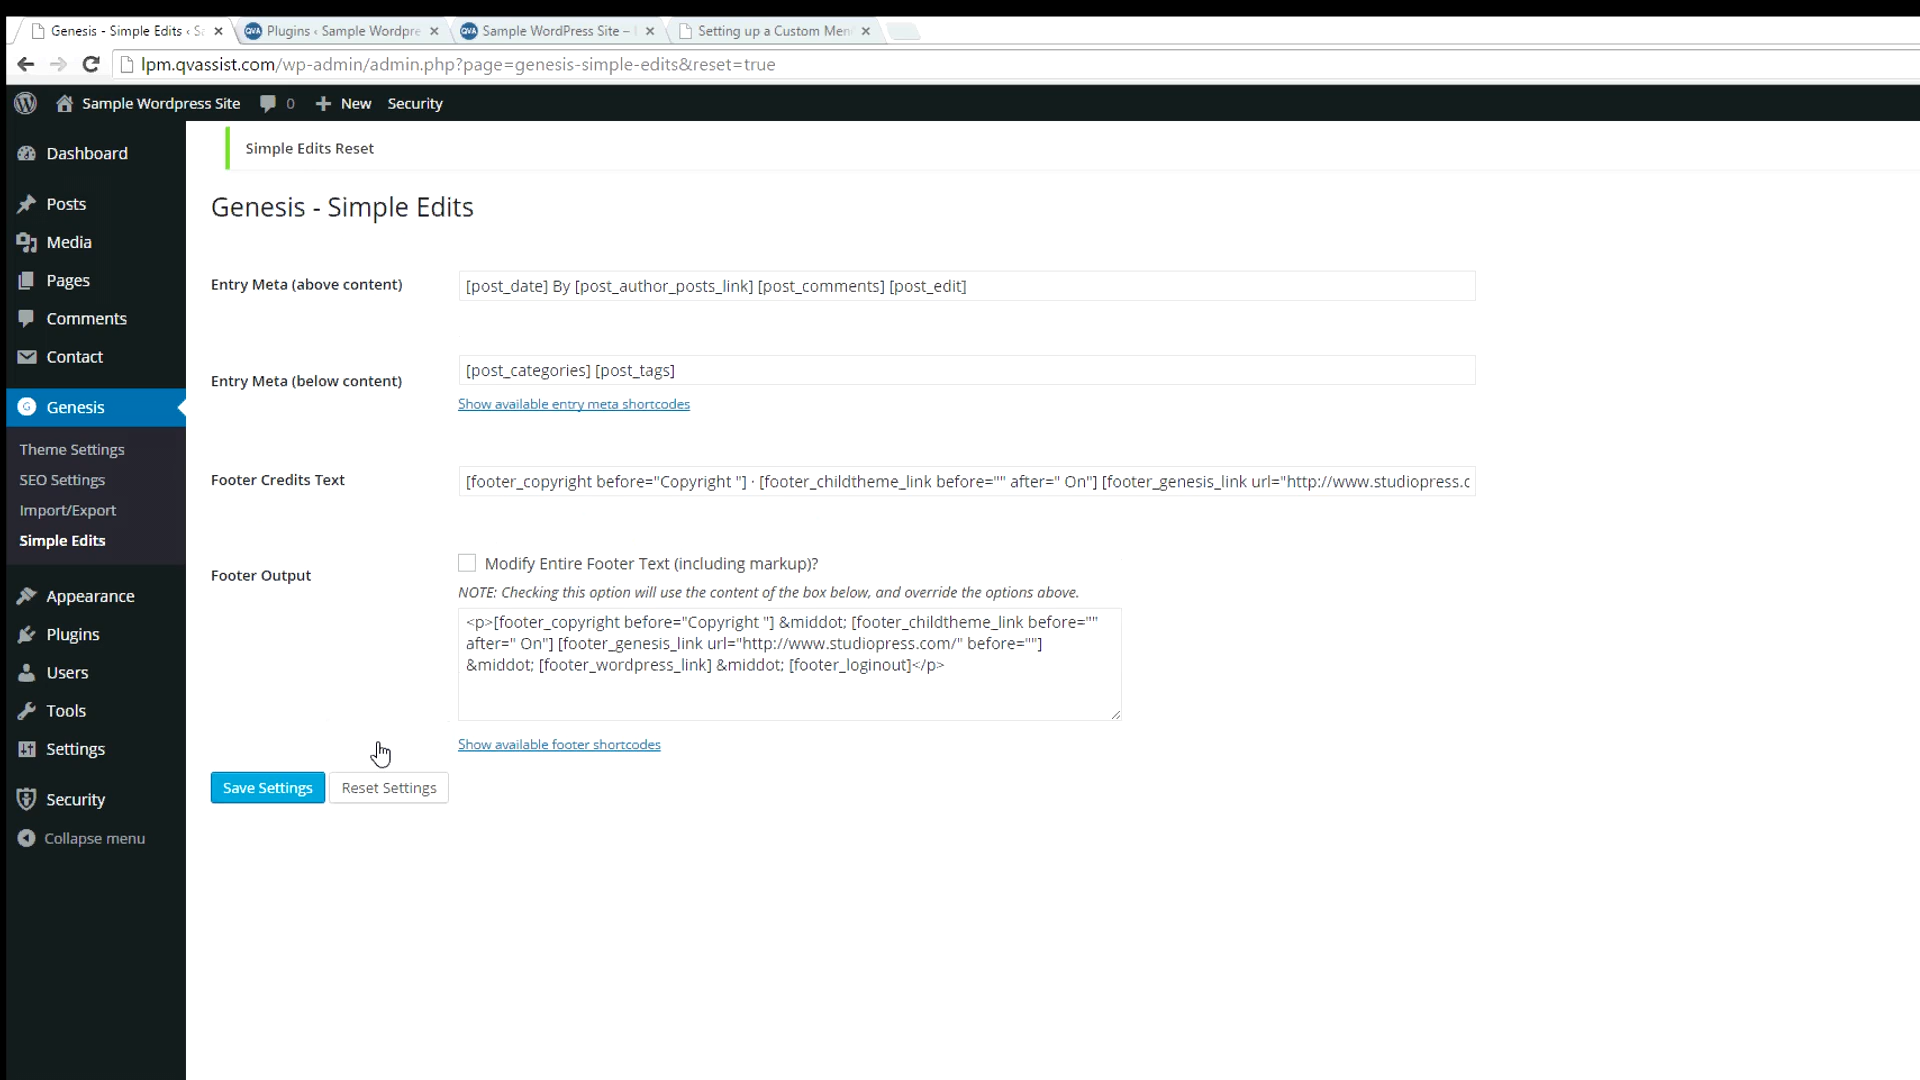 Genesis - Simple Edits ‹ Sa
Plugins ‹ Sample Wordpre
Sample WordPress Site –
Setting up a Custom Men
lpm.qvassist.com/wp-admin/admin.php?page=genesis-simple-edits&reset=true
Sample Wordpress Site
0
New
Security
Dashboard
Posts
Media
Pages
Comments
Contact
Genesis
Theme Settings
SEO Settings
Import/Export
Simple Edits
Appearance
Plugins
Users
Tools
Settings
Security
Collapse menu
Simple Edits Reset
Genesis - Simple Edits
Entry Meta (above content)
[post_date] By [post_author_posts_link] [post_comments] [post_edit]
Entry Meta (below content)
[post_categories] [post_tags]
Show available entry meta shortcodes
Footer Credits Text
[footer_copyright before="Copyright "] · [footer_childtheme_link before="" after=" On"] [footer_genesis_link url="http://www.studiopress.c
Footer Output
Modify Entire Footer Text (including markup)?
NOTE: Checking this option will use the content of the box below, and override the options above.
<p>[footer_copyright before="Copyright "] &middot; [footer_childtheme_link before=""
after=" On"] [footer_genesis_link url="http://www.studiopress.com/" before=""]
&middot; [footer_wordpress_link] &middot; [footer_loginout]</p>
Show available footer shortcodes
Save Settings
Reset Settings